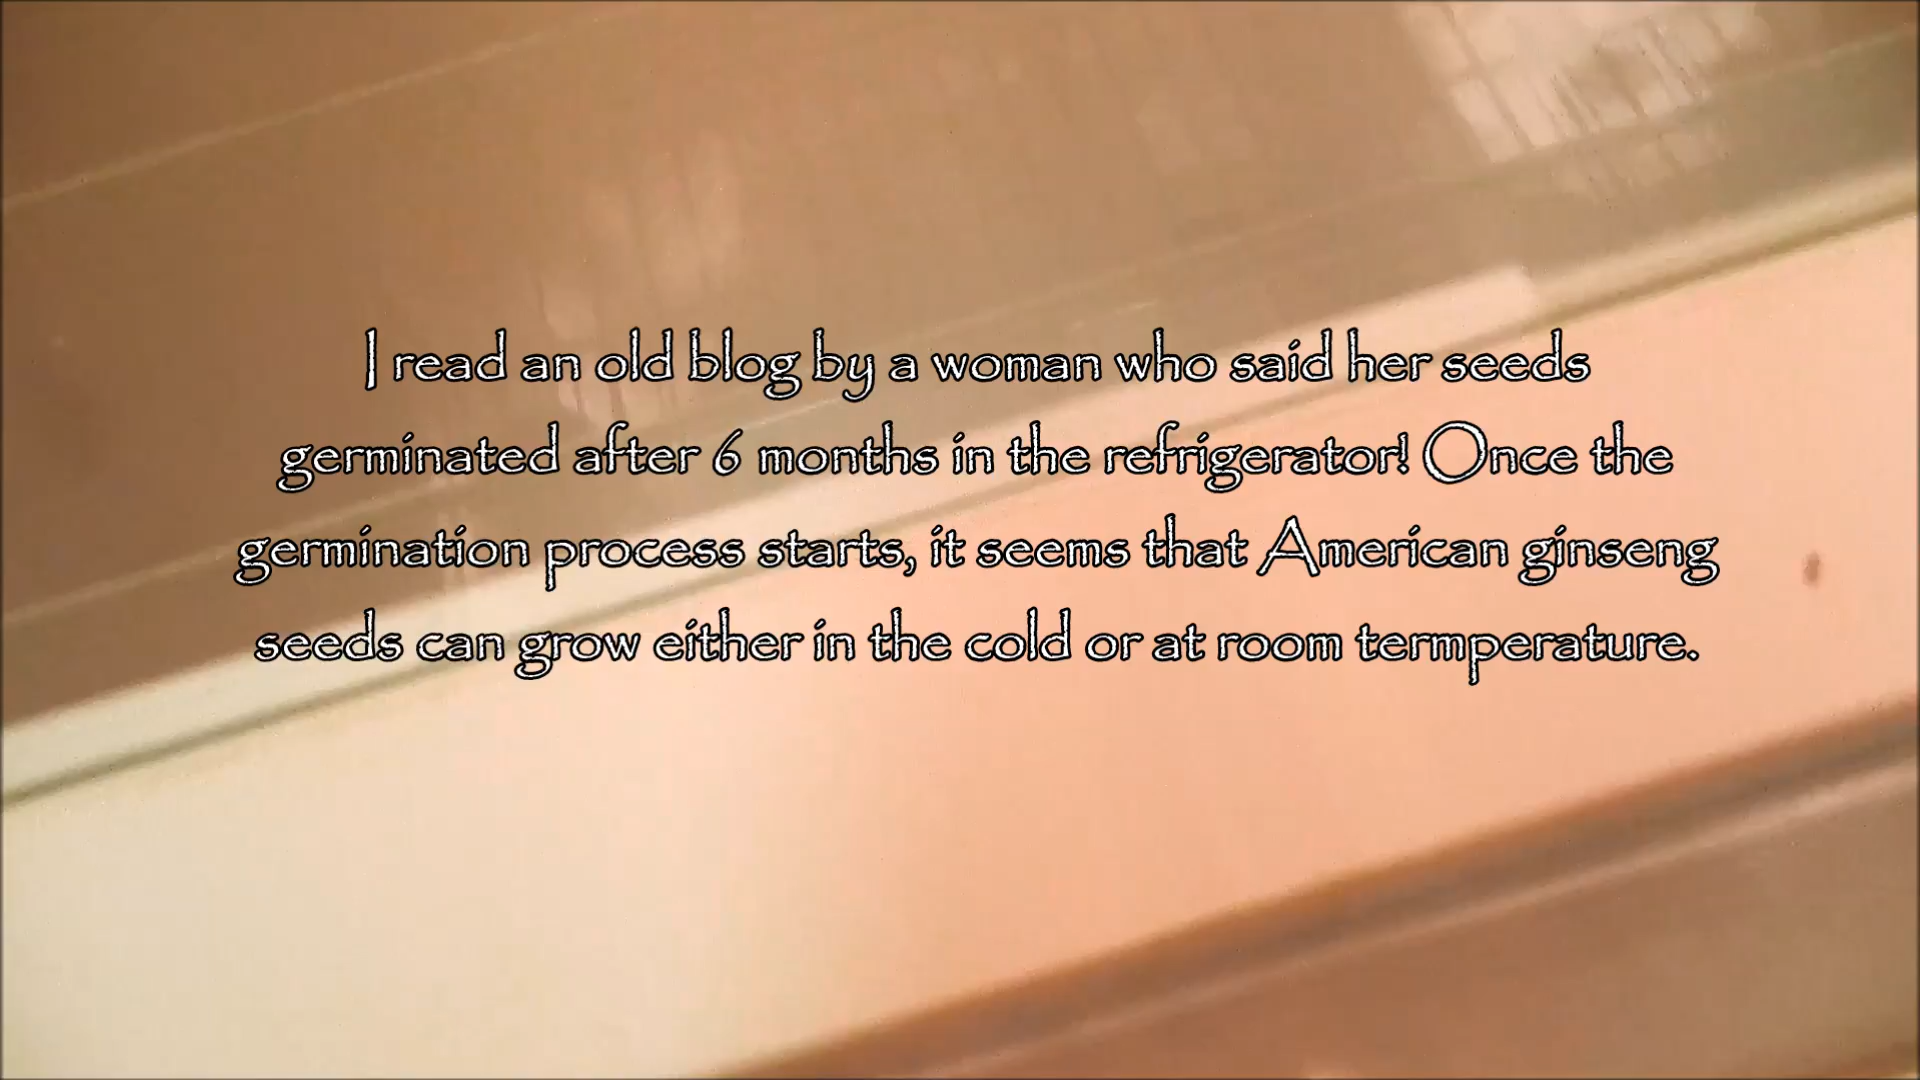 I read an old blog by a woman who said her seeds
germinated after 6 months in the refrigerator! Once the
germination process starts, it seems that American ginseng
seeds can grow either in the cold or at room termperature.